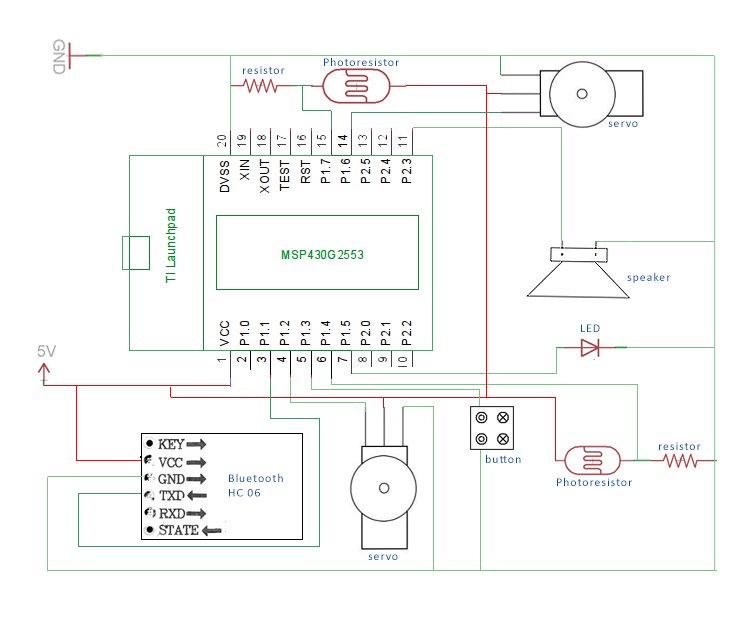 GND
resistor
Photoresistor
servo
20 19 18 17 16 15 14 13 12 11
DVSS XIN XOUT TEST RST P1.7 P1.6 P2.5 P2.4 P2.3
TI Launchpad
MSP430G2553
speaker
VCC P1.0 P1.1 P1.2 P1.3 P1.4 P1.5 P2.0 P2.1 P2.2
1 2 3 4 5 6 7 8 9 10
LED
5V
KEY
VCC
GND
TXD
RXD
STATE
Bluetooth
HC 06
servo
button
resistor
Photoresistor